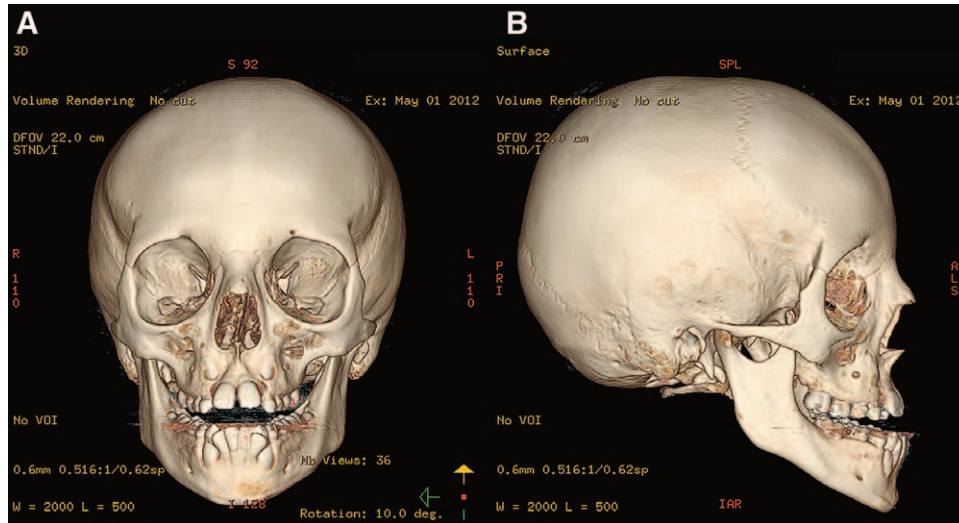 A
3D
S 92
Volume Rendering No cut
Ex: May 01 2012
DFOV 22.0 cm
STND/I
R
1
1
0
L
1
1
0
No VOI
Nb Views: 36
0.6mm 0.516:1/0.62sp
W = 2000 L = 500
I 128
Rotation: 10.0 deg.
B
Surface
SPL
Volume Rendering No cut
Ex: May 01 2012
DFOV 22.0 cm
STND/I
P
R
I
A
L
S
No VOI
0.6mm 0.516:1/0.62sp
W = 2000 L = 500
IAR